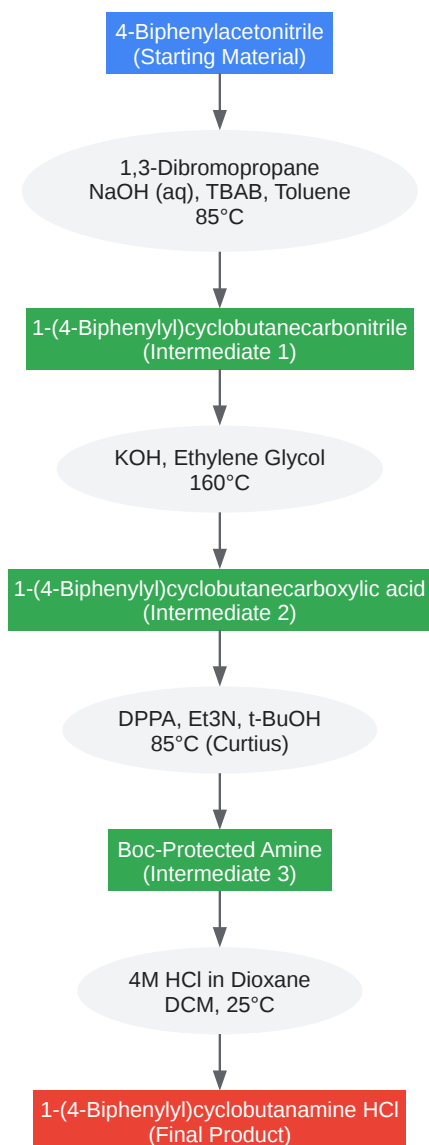 4-Biphenylacetonitrile
(Starting Material)
1,3-Dibromopropane
NaOH (aq), TBAB, Toluene
85°C
1-(4-Biphenylyl)cyclobutanecarbonitrile
(Intermediate 1)
KOH, Ethylene Glycol
160°C
1-(4-Biphenylyl)cyclobutanecarboxylic acid
(Intermediate 2)
DPPA, Et3N, t-BuOH
85°C (Curtius)
Boc-Protected Amine
(Intermediate 3)
4M HCl in Dioxane
DCM, 25°C
1-(4-Biphenylyl)cyclobutanamine HCl
(Final Product)